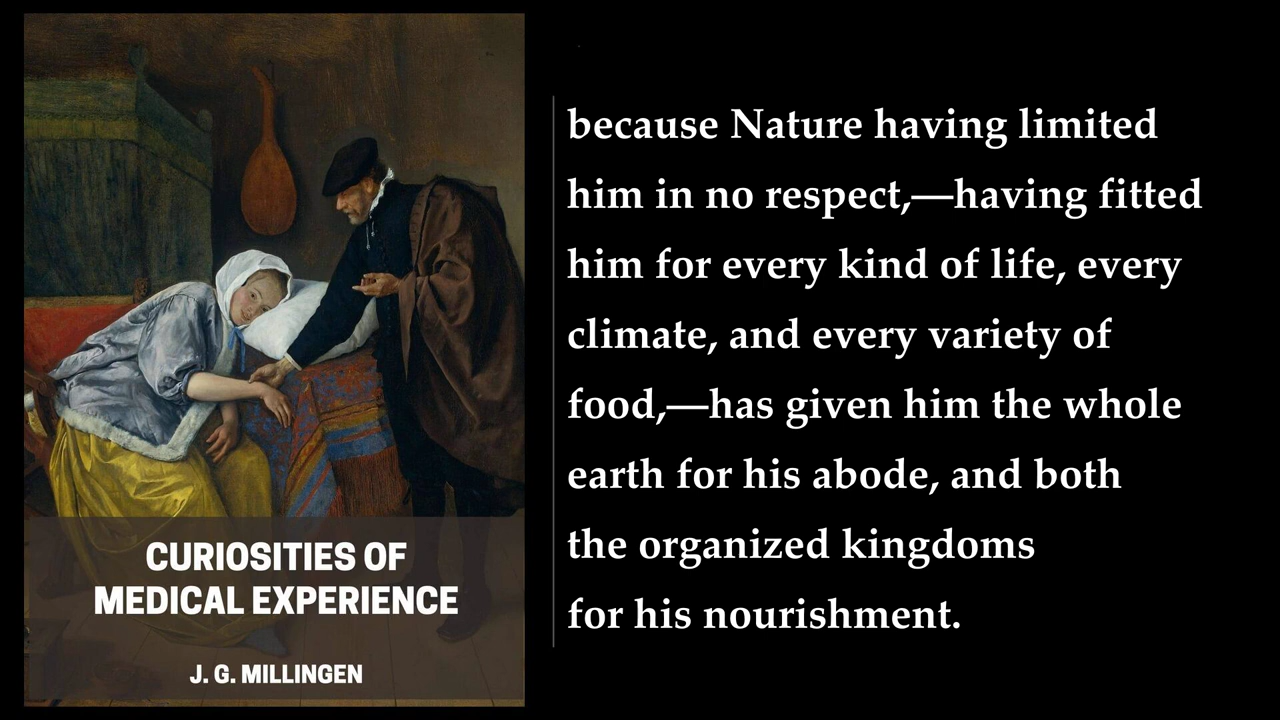 CURIOSITIES OF
MEDICAL EXPERIENCE
J. G. MILLINGEN
because Nature having limited
him in no respect,—having fitted
him for every kind of life, every
climate, and every variety of
food,—has given him the whole
earth for his abode, and both
the organized kingdoms
for his nourishment.